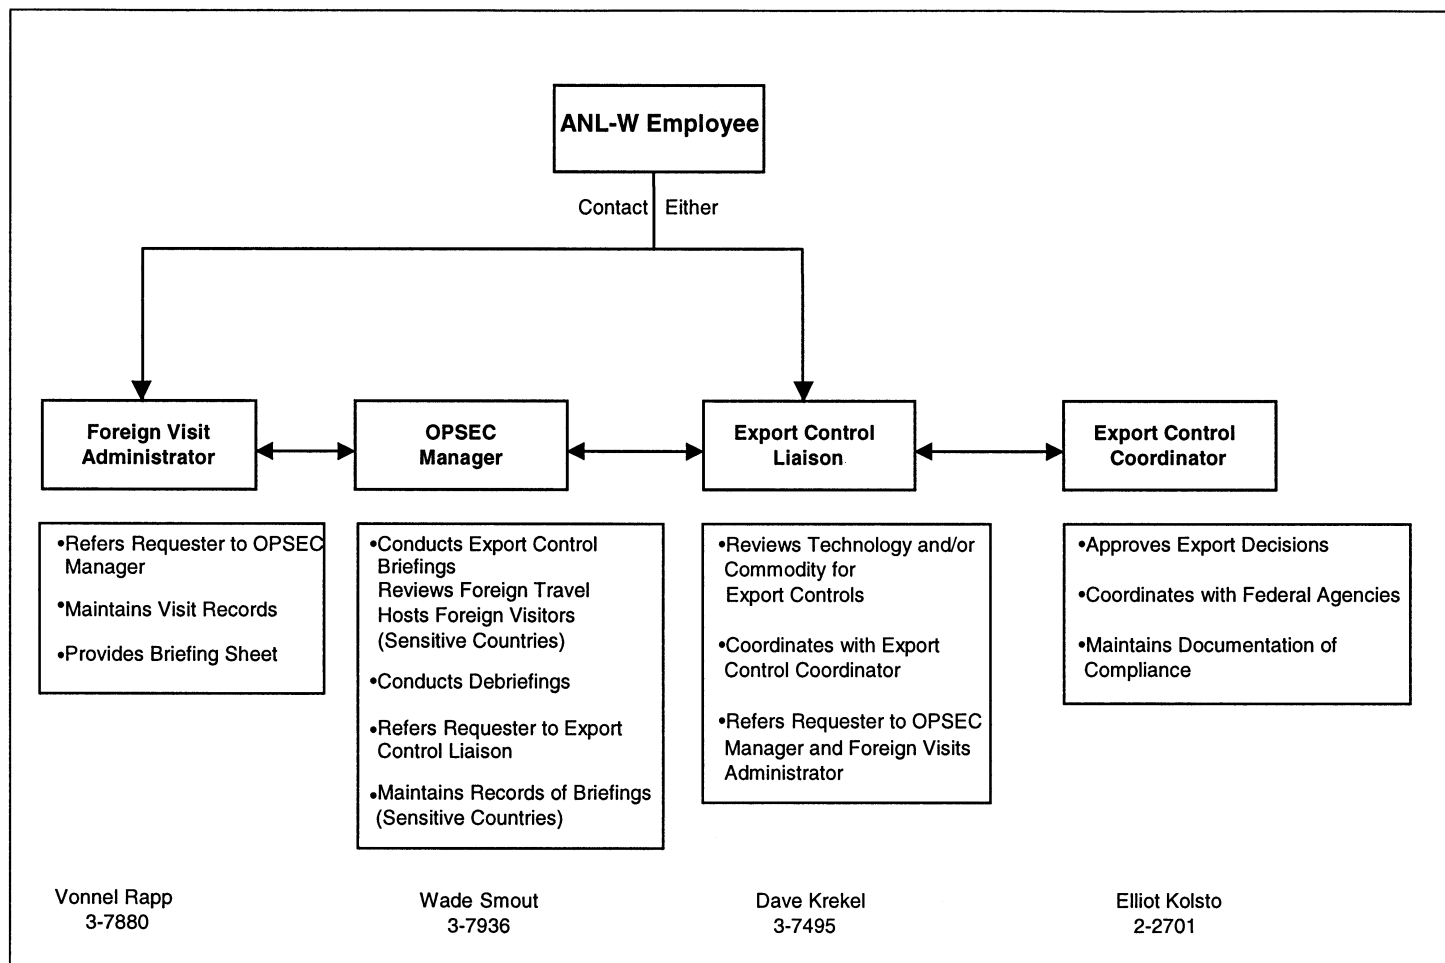 ANL-W Employee
Contact Either
Foreign Visit
Administrator
OPSEC
Manager
Export Control
Liaison
Export Control
Coordinator
•Refers Requester to OPSEC
Manager
•Maintains Visit Records
•Provides Briefing Sheet
•Conducts Export Control
Briefings
Reviews Foreign Travel
Hosts Foreign Visitors
(Sensitive Countries)
•Conducts Debriefings
•Refers Requester to Export
Control Liaison
•Maintains Records of Briefings
(Sensitive Countries)
•Reviews Technology and/or
Commodity for
Export Controls
•Coordinates with Export
Control Coordinator
•Refers Requester to OPSEC
Manager and Foreign Visits
Administrator
•Approves Export Decisions
•Coordinates with Federal Agencies
•Maintains Documentation of
Compliance
Vonnel Rapp
3-7880
Wade Smout
3-7936
Dave Krekel
3-7495
Elliot Kolsto
2-2701